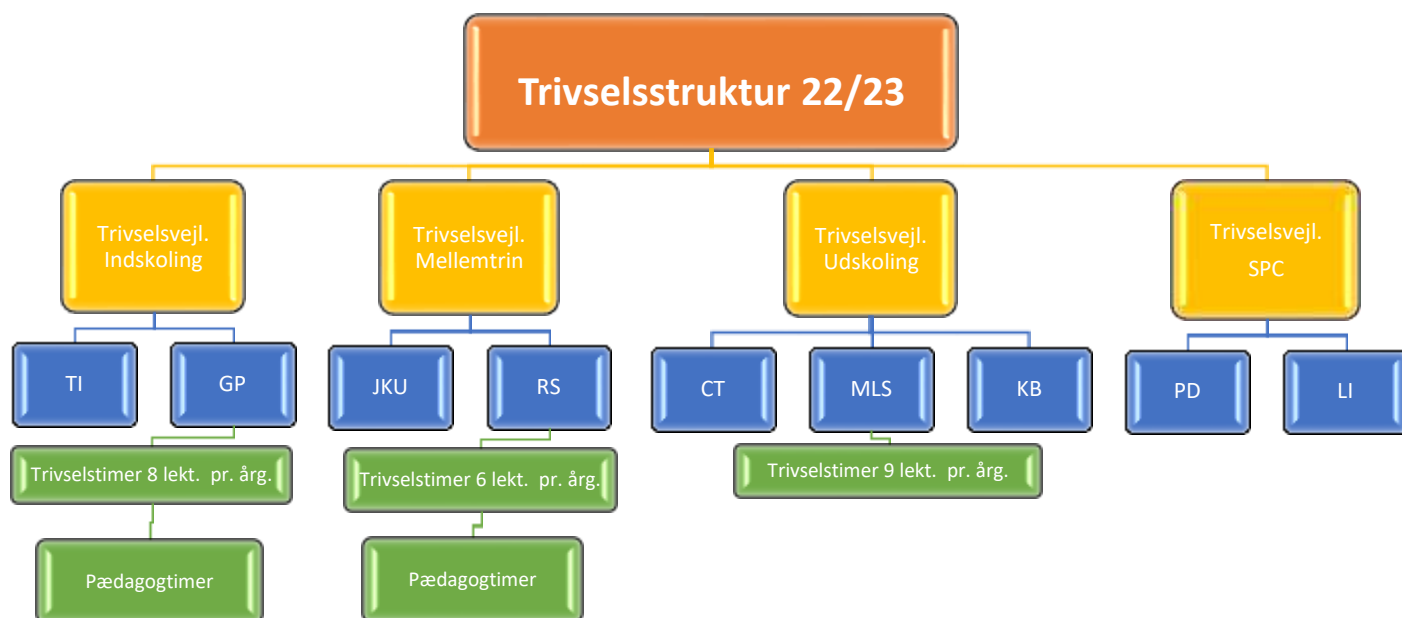 Trivselsstruktur 22/23
Trivselsvejl.
Indskoling
Trivselsvejl.
Mellemtrin
Trivselsvejl.
Udskoling
Trivselsvejl.
SPC
TI
GP
JKU
RS
CT
MLS
KB
PD
LI
Trivselstimer 8 lekt. pr. årg.
Trivselstimer 6 lekt. pr. årg.
Trivselstimer 9 lekt. pr. årg.
Pædagogtimer
Pædagogtimer